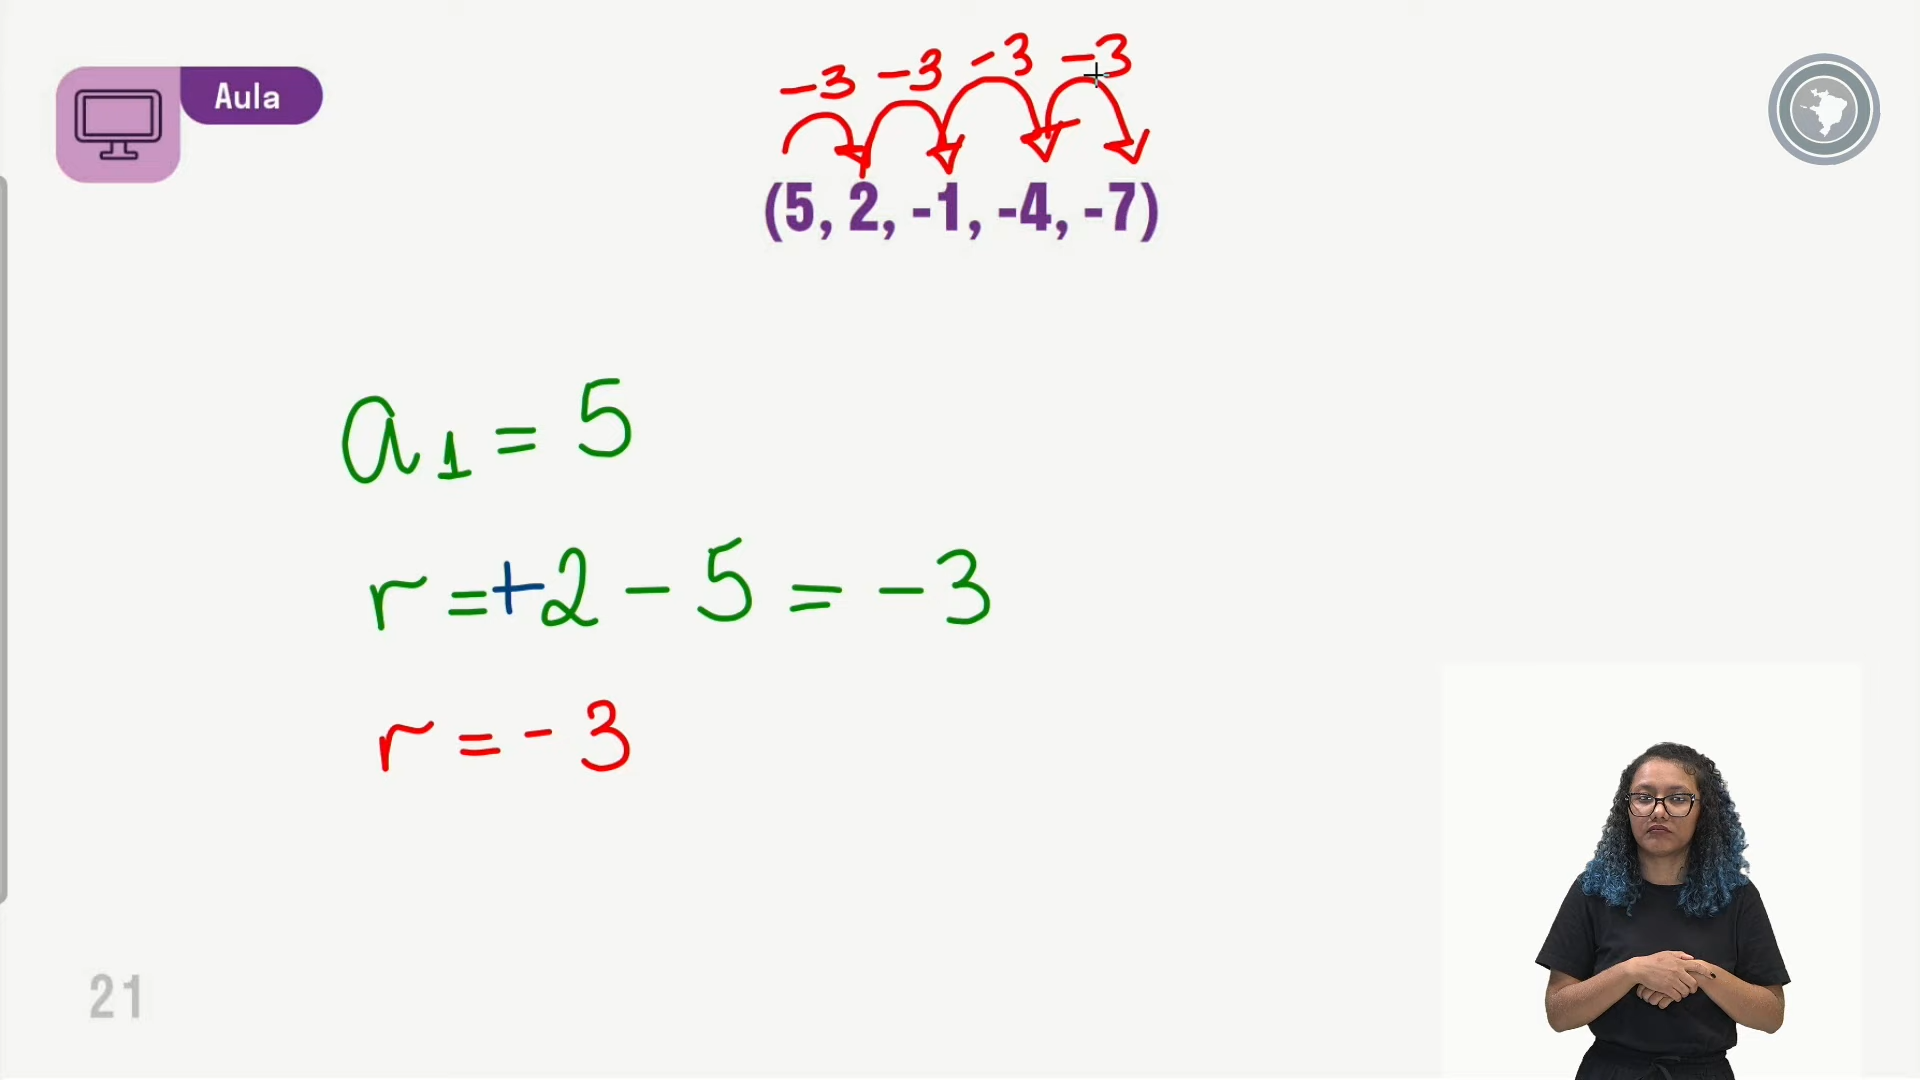 Aula
-3 -3 -3 -3
(5, 2, -1, -4, -7)
a₁ = 5
r = +2 - 5 = -3
r = -3
21